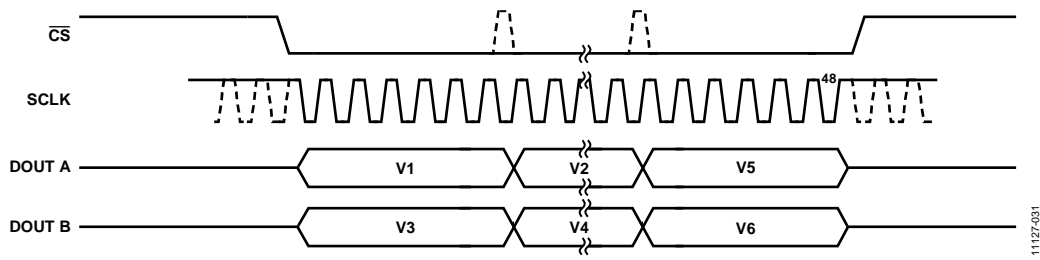 CS
SCLK
48
DOUT A
V1
V2
V5
DOUT B
V3
V4
V6
11127-031